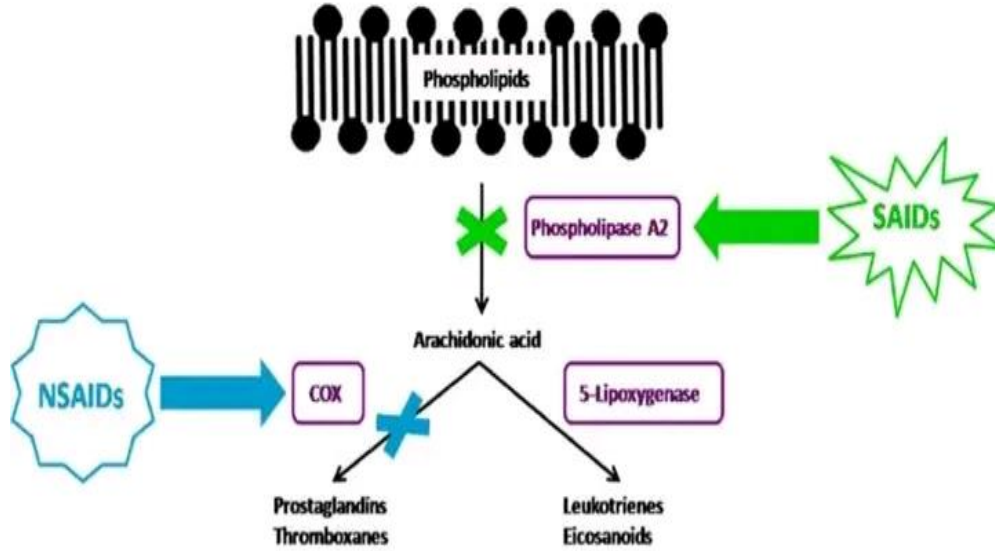 Phospholipids
Phospholipase A2
SAIDs
Arachidonic acid
NSAIDs
COX
5-Lipoxygenase
Prostaglandins
Thromboxanes
Leukotrienes
Eicosanoids